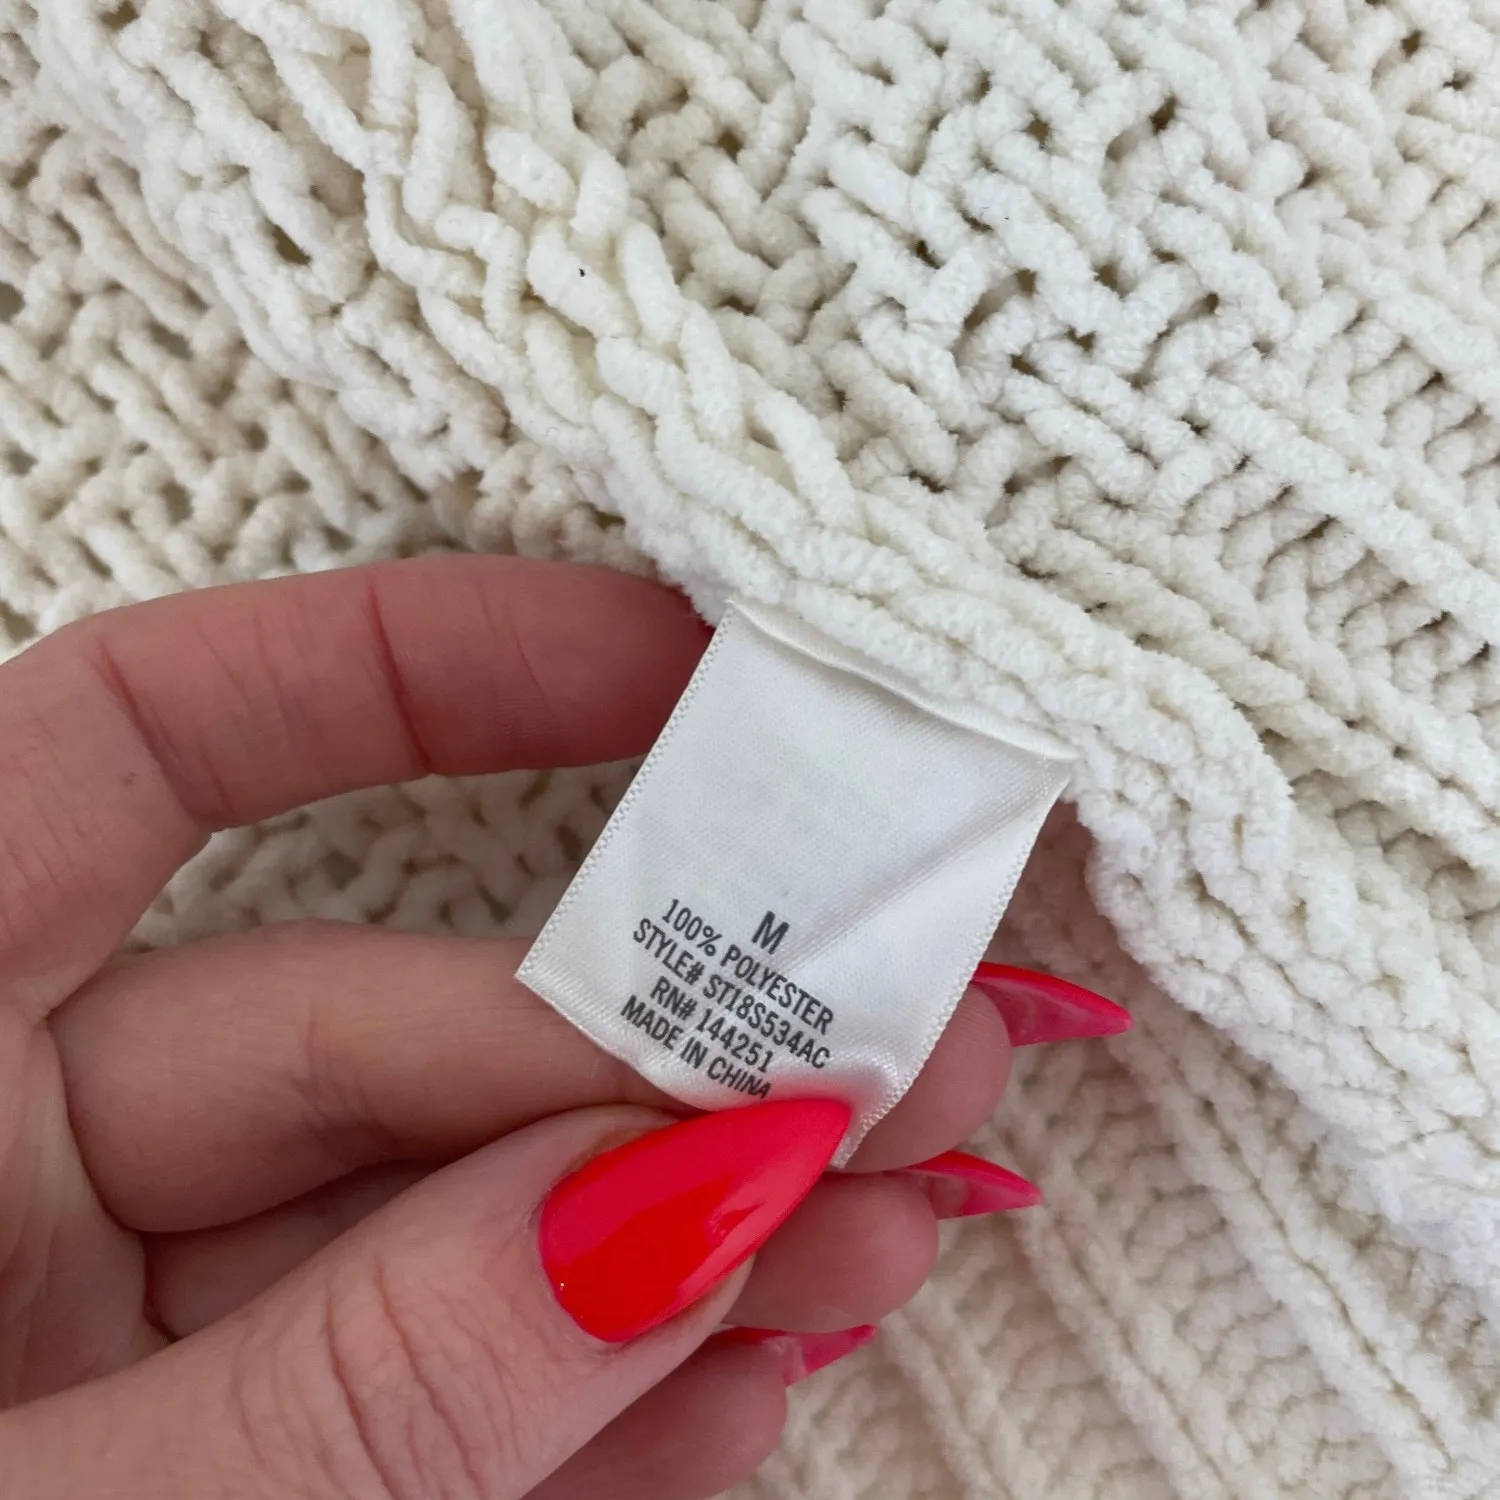 M
100% POLYESTER
STYLE# ST18S534AC
RN# 144251
MADE IN CHINA